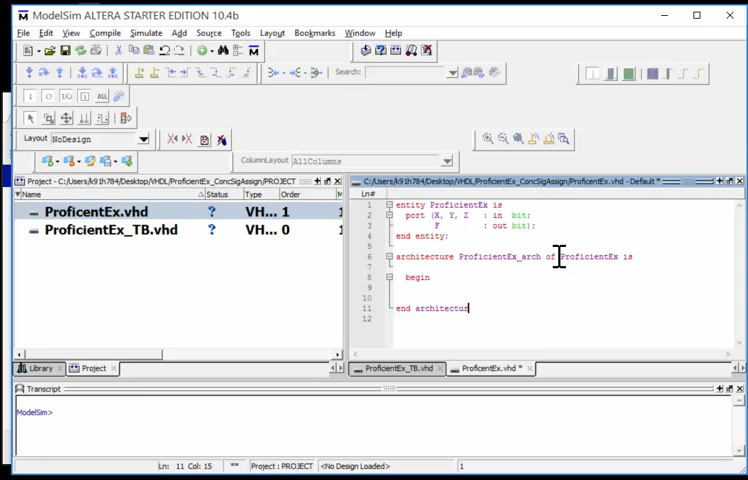 ModelSim ALTERA STARTER EDITION 10.4b
File Edit View Compile Simulate Add Source Tools Layout Bookmarks Window Help
Search:
Layout NoDesign
ColumnLayout AllColumns
Project - C:/Users/k91h784/Desktop/VHDL/ProficientEx_ConcSigAssign/PROJECT
Name Status Type Order M
ProficentEx.vhd ? VH... 1 1
ProficientEx_TB.vhd ? VH... 0 1
Library Project
C:/Users/k91h784/Desktop/VHDL/ProficientEx_ConcSigAssign/ProficentEx.vhd - Default *
Ln#
1 entity ProficientEx is
2 port (X, Y, Z : in bit;
3 F : out bit);
4 end entity;
5
6 architecture ProficientEx_arch of ProficientEx is
7
8 begin
9
10
11 end architectur
12
ProficientEx_TB.vhd ProficentEx.vhd *
Transcript
ModelSim>
Ln: 11 Col: 15 ** Project : PROJECT <No Design Loaded> 1